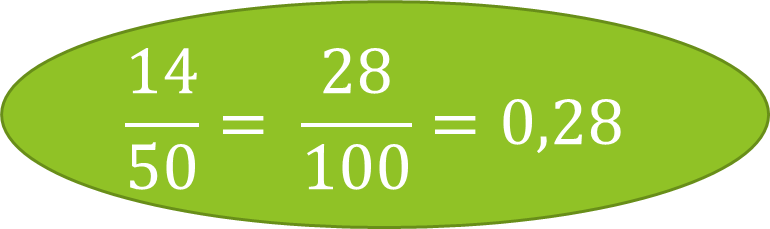 14/50 = 28/100 = 0,28